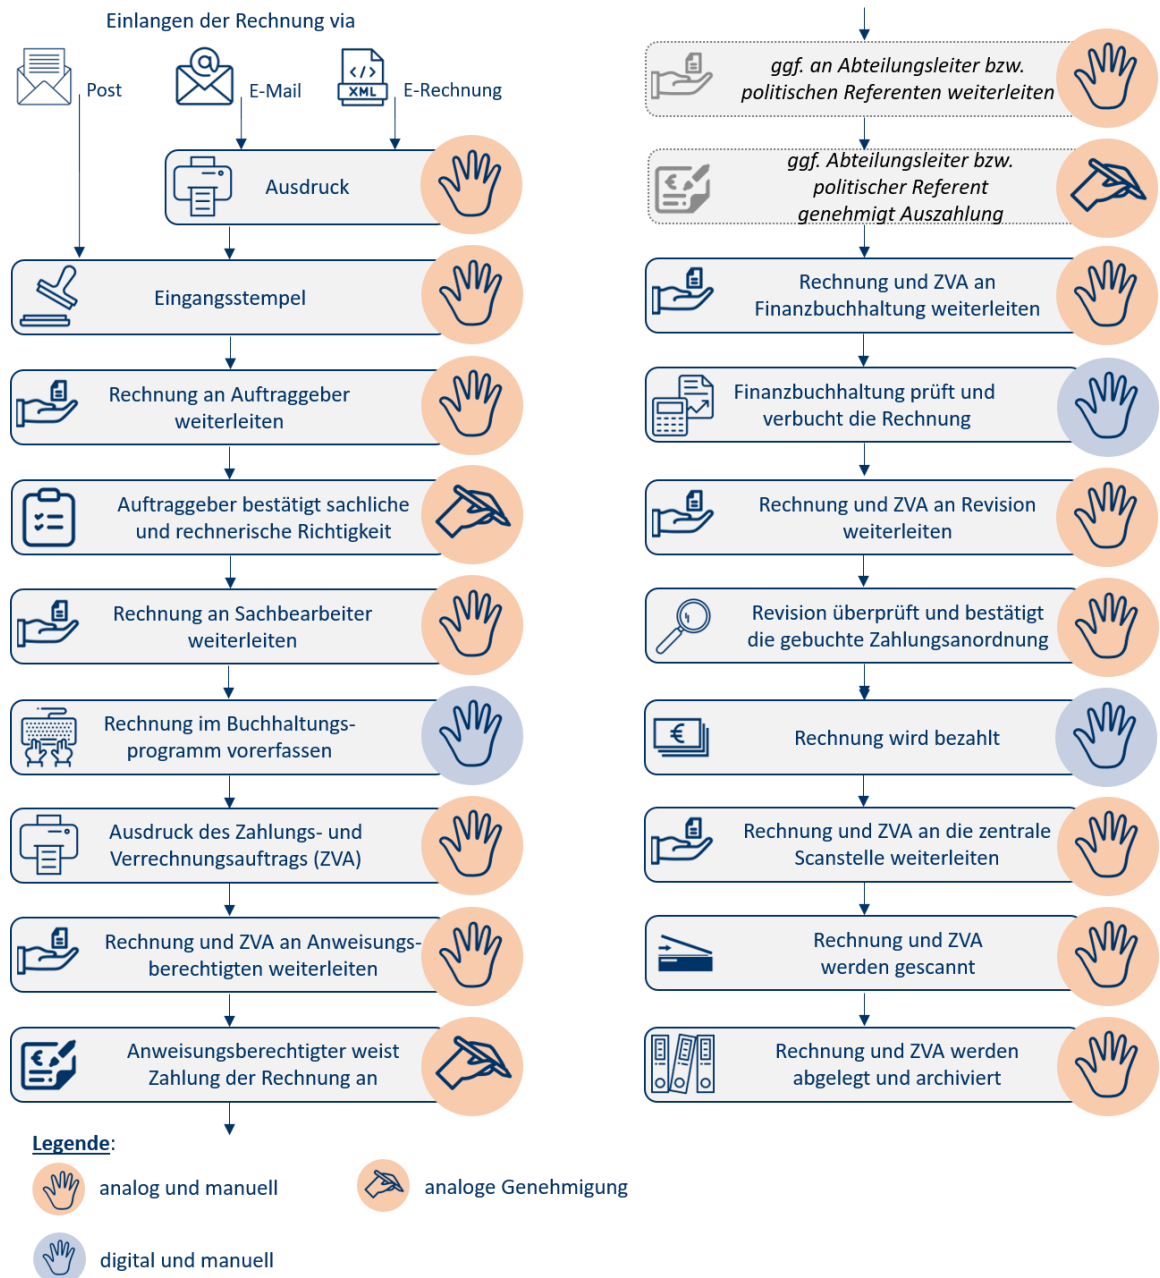 Einlangen der Rechnung via
Post
E-Mail
XML
E-Rechnung
Ausdruck
Eingangsstempel
Rechnung an Auftraggeber
weiterleiten
Auftraggeber bestätigt sachliche
und rechnerische Richtigkeit
Rechnung an Sachbearbeiter
weiterleiten
Rechnung im Buchhaltungs-
programm vorerfassen
Ausdruck des Zahlungs- und
Verrechnungsauftrags (ZVA)
Rechnung und ZVA an Anweisungs-
berechtigten weiterleiten
Anweisungsberechtigter weist
Zahlung der Rechnung an
ggf. an Abteilungsleiter bzw.
politischen Referenten weiterleiten
ggf. Abteilungsleiter bzw.
politischer Referent
genehmigt Auszahlung
Rechnung und ZVA an
Finanzbuchhaltung weiterleiten
Finanzbuchhaltung prüft und
verbucht die Rechnung
Rechnung und ZVA an Revision
weiterleiten
Revision überprüft und bestätigt
die gebuchte Zahlungsanordnung
Rechnung wird bezahlt
Rechnung und ZVA an die zentrale
Scanstelle weiterleiten
Rechnung und ZVA
werden gescannt
Rechnung und ZVA werden
abgelegt und archiviert
Legende:
analog und manuell
analoge Genehmigung
digital und manuell